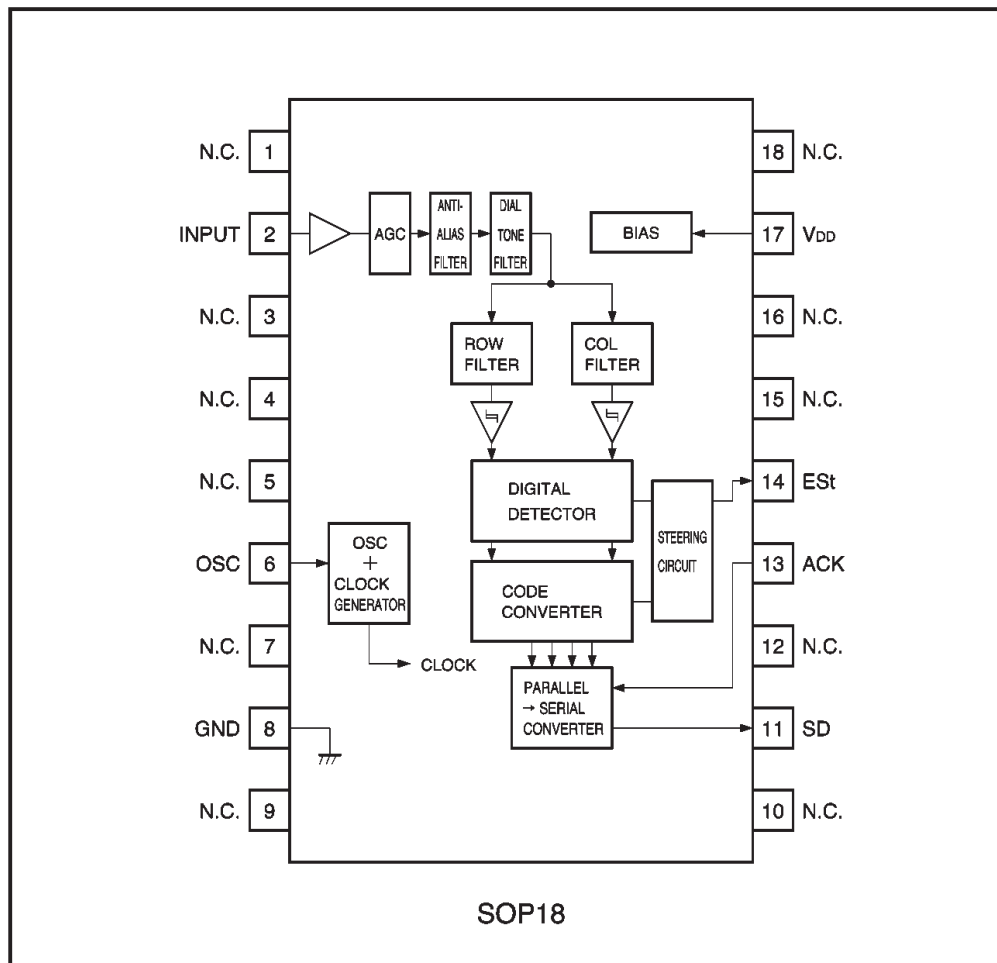 N.C. 1
18 N.C.
INPUT 2
AGC
ANTI-
ALIAS
FILTER
DIAL
TONE
FILTER
BIAS
17 VDD
N.C. 3
16 N.C.
ROW
FILTER
COL
FILTER
N.C. 4
15 N.C.
N.C. 5
DIGITAL
DETECTOR
14 ESt
OSC 6
OSC
+
CLOCK
GENERATOR
STEERING
CIRCUIT
13 ACK
CODE
CONVERTER
N.C. 7
CLOCK
12 N.C.
GND 8
PARALLEL
→ SERIAL
CONVERTER
11 SD
N.C. 9
10 N.C.
SOP18